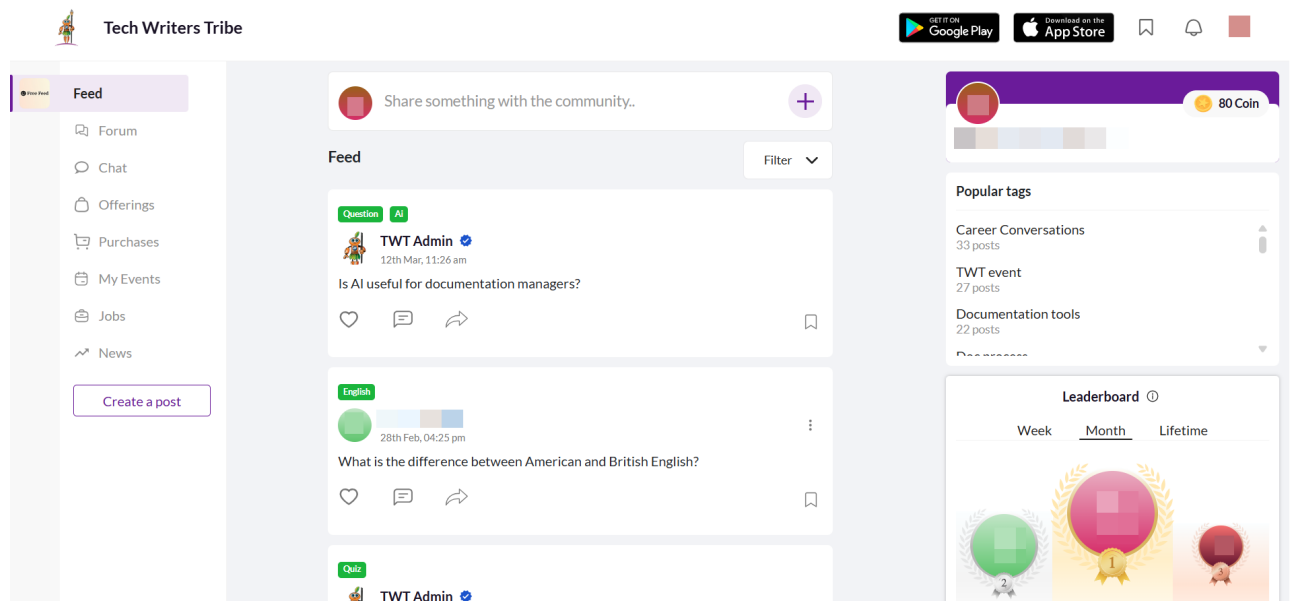 Tech Writers Tribe
GET IT ON
Google Play
Download on the
App Store
Free Feed
Feed
Forum
Chat
Offerings
Purchases
My Events
Jobs
News
Create a post
Share something with the community..
Feed
Filter
Question Ai
TWT Admin
12th Mar, 11:26 am
Is AI useful for documentation managers?
English
28th Feb, 04:25 pm
What is the difference between American and British English?
Quiz
TWT Admin
80 Coin
Popular tags
Career Conversations
33 posts
TWT event
27 posts
Documentation tools
22 posts
Doc process
Leaderboard
Week Month Lifetime
2
1
3